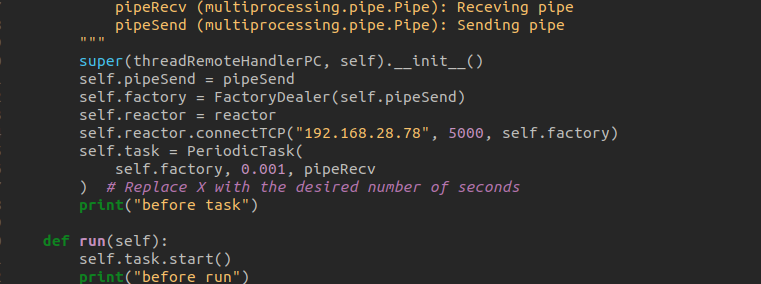 pipeRecv (multiprocessing.pipe.Pipe): Receving pipe
pipeSend (multiprocessing.pipe.Pipe): Sending pipe
"""
super(threadRemoteHandlerPC, self).__init__()
self.pipeSend = pipeSend
self.factory = FactoryDealer(self.pipeSend)
self.reactor = reactor
self.reactor.connectTCP("192.168.28.78", 5000, self.factory)
self.task = PeriodicTask(
self.factory, 0.001, pipeRecv
)  # Replace X with the desired number of seconds
print("before task")
def run(self):
self.task.start()
print("before run")